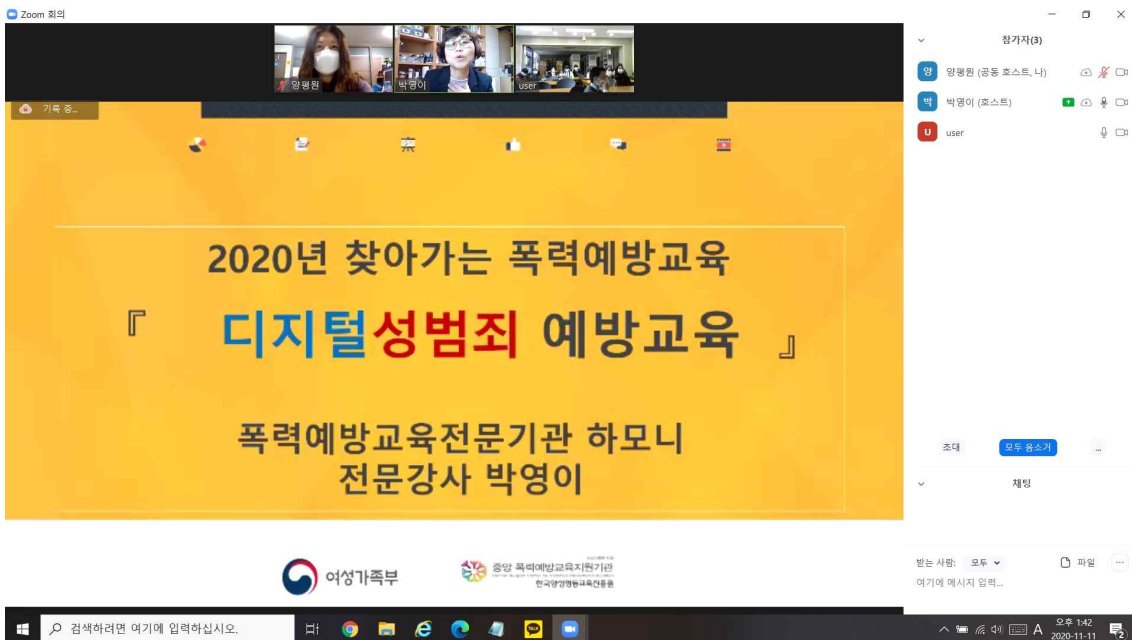 Zoom 회의
양평원
박영이
user
기록 중...
2020년 찾아가는 폭력예방교육
『 디지털성범죄 예방교육 』
폭력예방교육전문기관 하모니
전문강사 박영이
여성가족부
중앙 폭력예방교육지원기관
한국양성평등교육진흥원
참가자(3)
양 양평원 (공동 호스트, 나)
박 박영이 (호스트)
U user
초대 모두 음소거 ...
채팅
받는 사람: 모두 파일 ...
여기에 메시지 입력...
검색하려면 여기에 입력하십시오.
TALK
A 오후 1:42
2020-11-11
2